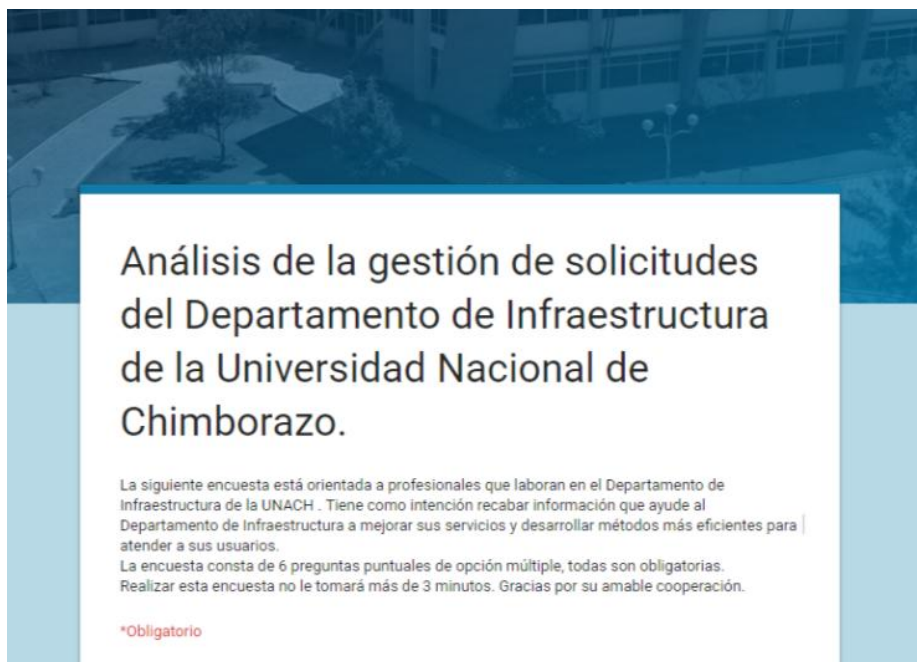 Análisis de la gestión de solicitudes
del Departamento de Infraestructura
de la Universidad Nacional de
Chimborazo.
La siguiente encuesta está orientada a profesionales que laboran en el Departamento de
Infraestructura de la UNACH . Tiene como intención recabar información que ayude al
Departamento de Infraestructura a mejorar sus servicios y desarrollar métodos más eficientes para
atender a sus usuarios.
La encuesta consta de 6 preguntas puntuales de opción múltiple, todas son obligatorias.
Realizar esta encuesta no le tomará más de 3 minutos. Gracias por su amable cooperación.
*Obligatorio